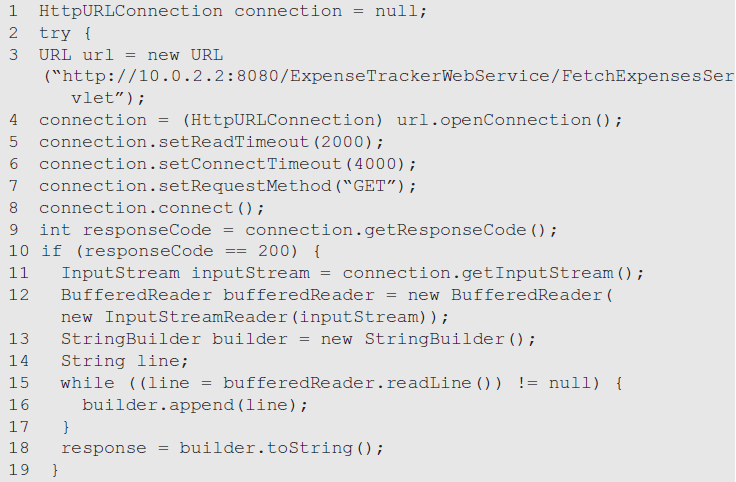 1 HttpURLConnection connection = null;
2 try {
3 URL url = new URL
(“http://10.0.2.2:8080/ExpenseTrackerWebService/FetchExpensesSer
vlet”);
4 connection = (HttpURLConnection) url.openConnection();
5 connection.setReadTimeout(2000);
6 connection.setConnectTimeout(4000);
7 connection.setRequestMethod(“GET”);
8 connection.connect();
9 int responseCode = connection.getResponseCode();
10 if (responseCode == 200) {
11 InputStream inputStream = connection.getInputStream();
12 BufferedReader bufferedReader = new BufferedReader(
new InputStreamReader(inputStream));
13 StringBuilder builder = new StringBuilder();
14 String line;
15 while ((line = bufferedReader.readLine()) != null) {
16 builder.append(line);
17 }
18 response = builder.toString();
19 }